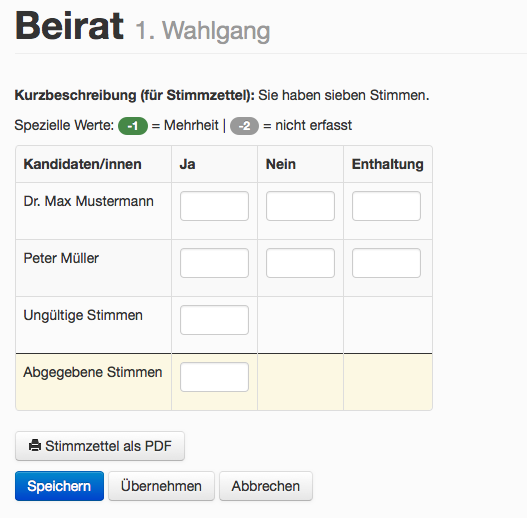 Beirat 1. Wahlgang
Kurzbeschreibung (für Stimmzettel): Sie haben sieben Stimmen.
Spezielle Werte: -1 = Mehrheit | -2 = nicht erfasst
Kandidaten/innen Ja Nein Enthaltung
Dr. Max Mustermann
Peter Müller
Ungültige Stimmen
Abgegebene Stimmen
Stimmzettel als PDF
Speichern Übernehmen Abbrechen